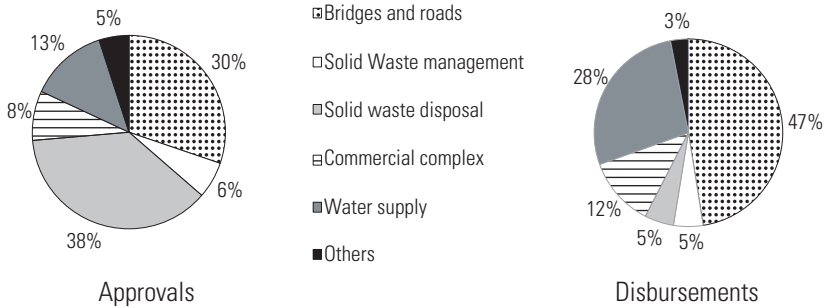 5%
13%
30%
8%
6%
38%
Approvals
Bridges and roads
Solid Waste management
Solid waste disposal
Commercial complex
Water supply
Others
3%
28%
47%
12%
5%
5%
Disbursements